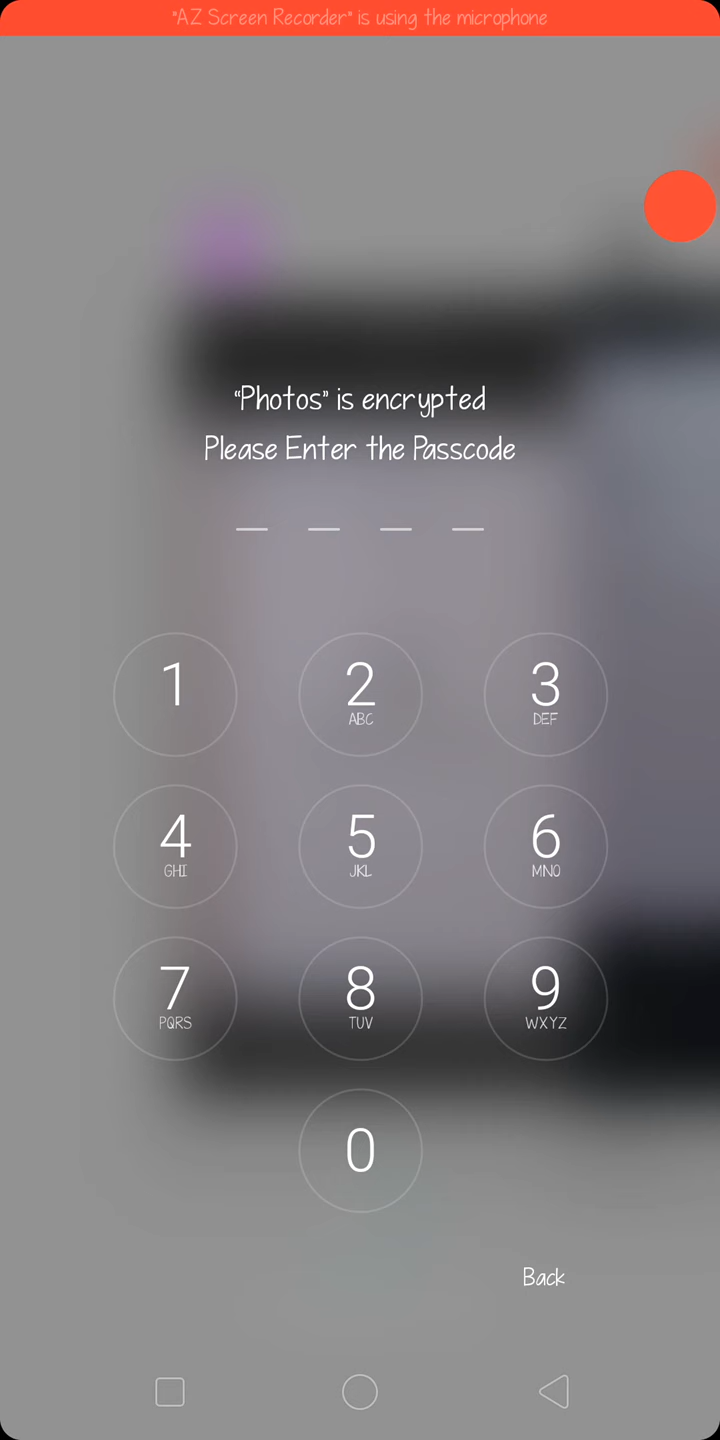 "AZ Screen Recorder" is using the microphone
"Photos" is encrypted
Please Enter the Passcode
1
2
3
ABC
DEF
4
5
6
GHI
JKL
MNO
7
8
9
PQRS
TUV
WXYZ
0
Back